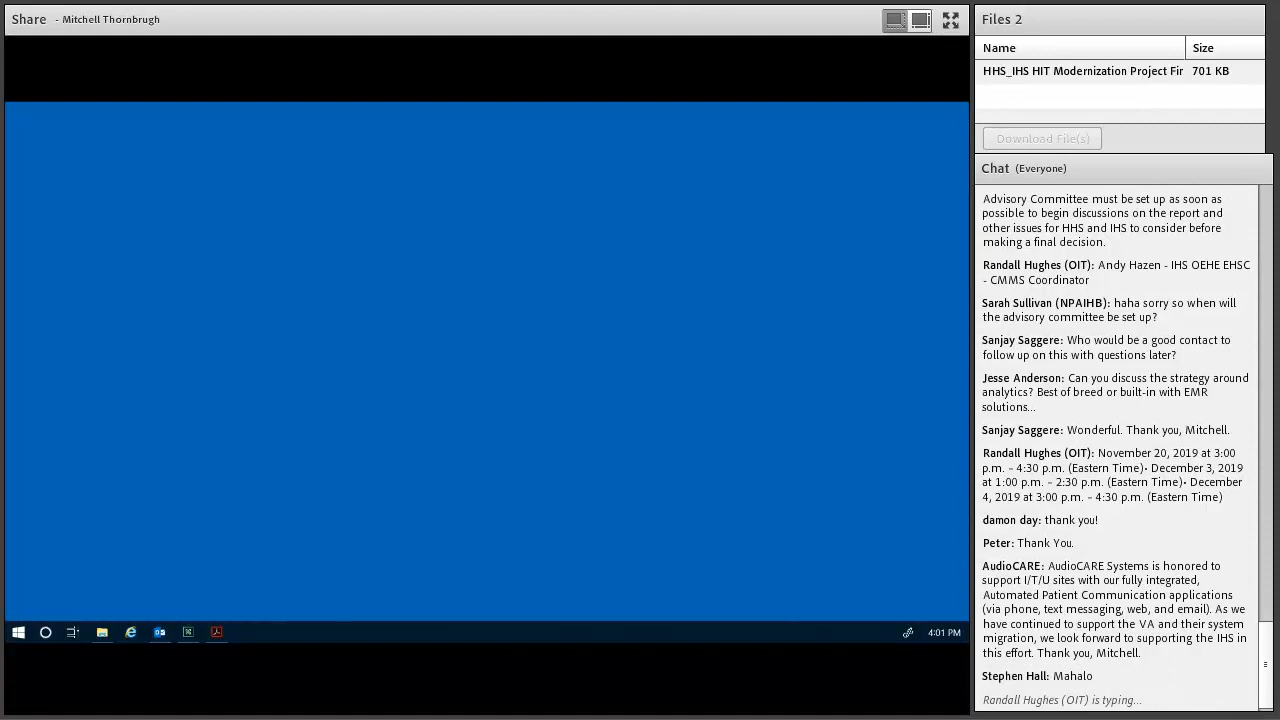 Share - Mitchell Thornbrugh
Files 2
Name Size
HHS_IHS HIT Modernization Project Fir 701 KB
Download File(s)
Chat (Everyone)
Advisory Committee must be set up as soon as
possible to begin discussions on the report and
other issues for HHS and IHS to consider before
making a final decision.
Randall Hughes (OIT): Andy Hazen - IHS OEHE EHSC
- CMMS Coordinator
Sarah Sullivan (NPAIHB): haha sorry so when will
the advisory committee be set up?
Sanjay Saggere: Who would be a good contact to
follow up on this with questions later?
Jesse Anderson: Can you discuss the strategy around
analytics? Best of breed or built-in with EMR
solutions...
Sanjay Saggere: Wonderful. Thank you, Mitchell.
Randall Hughes (OIT): November 20, 2019 at 3:00
p.m. – 4:30 p.m. (Eastern Time)• December 3, 2019
at 1:00 p.m. – 2:30 p.m. (Eastern Time)• December
4, 2019 at 3:00 p.m. – 4:30 p.m. (Eastern Time)
damon day: thank you!
Peter: Thank You.
AudioCARE: AudioCARE Systems is honored to
support I/T/U sites with our fully integrated,
Automated Patient Communication applications
(via phone, text messaging, web, and email). As we
have continued to support the VA and their system
migration, we look forward to supporting the IHS in
this effort. Thank you, Mitchell.
Stephen Hall: Mahalo
Randall Hughes (OIT) is typing...
4:01 PM